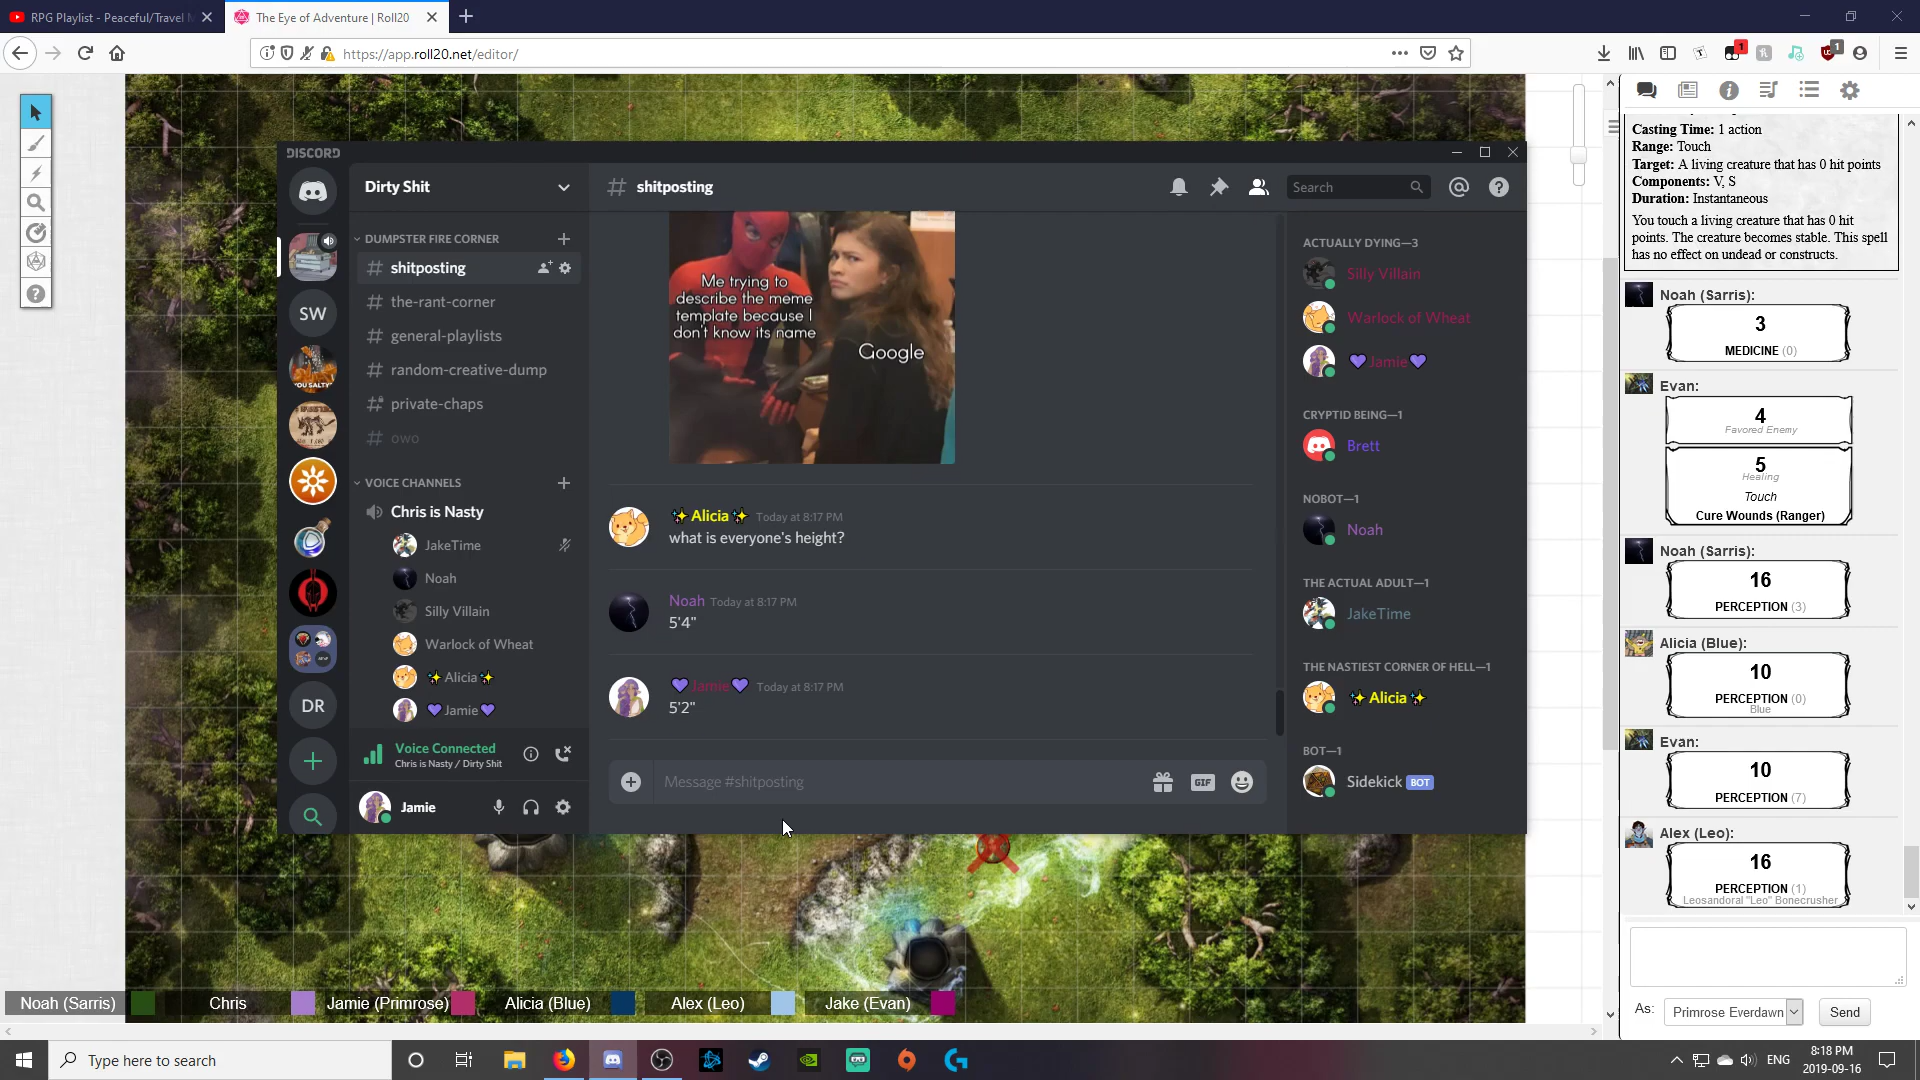 RPG Playlist - Peaceful/Travel
The Eye of Adventure | Roll20
https://app.roll20.net/editor/
1
1
DISCORD
Dirty Shit
shitposting
Search
DUMPSTER FIRE CORNER
shitposting
the-rant-corner
general-playlists
random-creative-dump
private-chaps
owo
VOICE CHANNELS
Chris is Nasty
JakeTime
Noah
Silly Villain
Warlock of Wheat
Alicia
Jamie
Voice Connected
Chris is Nasty / Dirty Shit
Jamie
SW
YOU SALTY
DR
Me trying to
describe the meme
template because I
don't know its name
Google
Alicia Today at 8:17 PM
what is everyone's height?
Noah Today at 8:17 PM
5'4"
Jamie Today at 8:17 PM
5'2"
Message #shitposting
GIF
ACTUALLY DYING—3
Silly Villain
Warlock of Wheat
Jamie
CRYPTID BEING—1
Brett
NOBOT—1
Noah
THE ACTUAL ADULT—1
JakeTime
THE NASTIEST CORNER OF HELL—1
Alicia
BOT—1
Sidekick BOT
Casting Time: 1 action
Range: Touch
Target: A living creature that has 0 hit points
Components: V, S
Duration: Instantaneous
You touch a living creature that has 0 hit
points. The creature becomes stable. This spell
has no effect on undead or constructs.
Noah (Sarris):
3
MEDICINE (0)
Evan:
4
Favored Enemy
5
Healing
Touch
Cure Wounds (Ranger)
Noah (Sarris):
16
PERCEPTION (3)
Alicia (Blue):
10
PERCEPTION (0)
Blue
Evan:
10
PERCEPTION (7)
Alex (Leo):
16
PERCEPTION (1)
Leosandoral "Leo" Bonecrusher
As: Primrose Everdawn
Send
Noah (Sarris)
Chris
Jamie (Primrose)
Alicia (Blue)
Alex (Leo)
Jake (Evan)
Type here to search
ENG
8:18 PM
2019-09-16